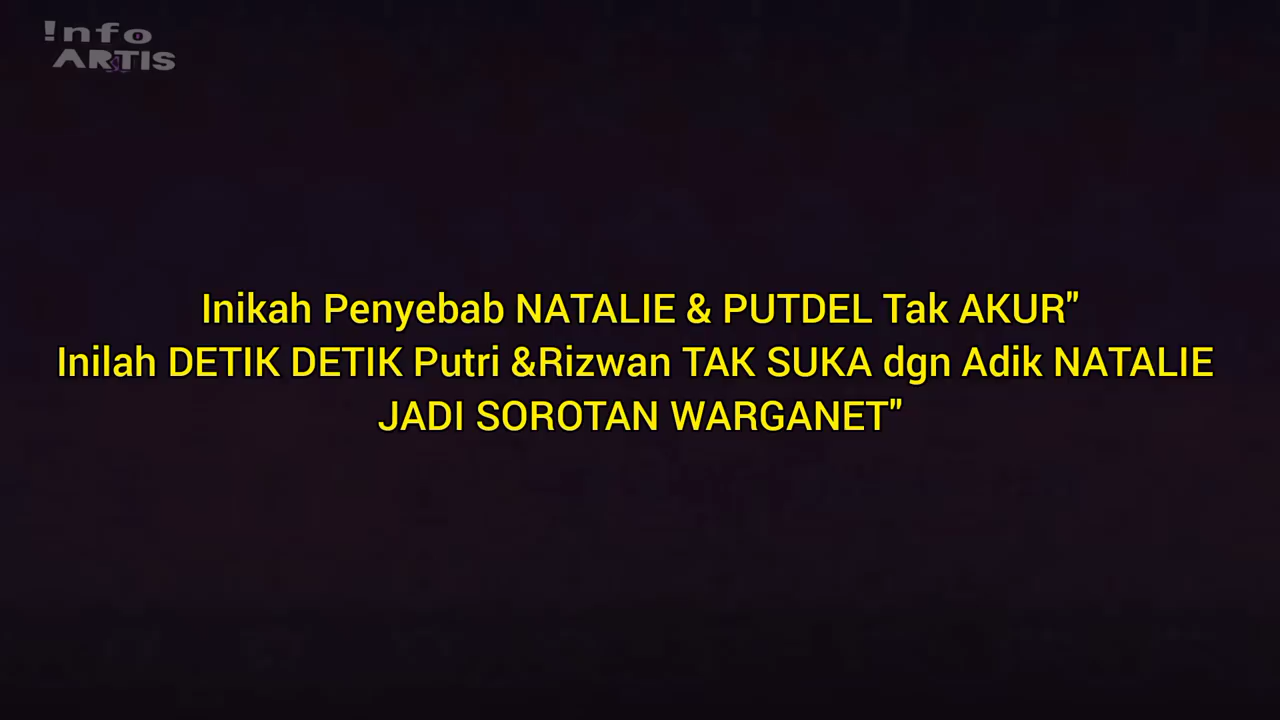 !nfo
ARTIS
Inikah Penyebab NATALIE & PUTDEL Tak AKUR"
Inilah DETIK DETIK Putri &Rizwan TAK SUKA dgn Adik NATALIE
JADI SOROTAN WARGANET"